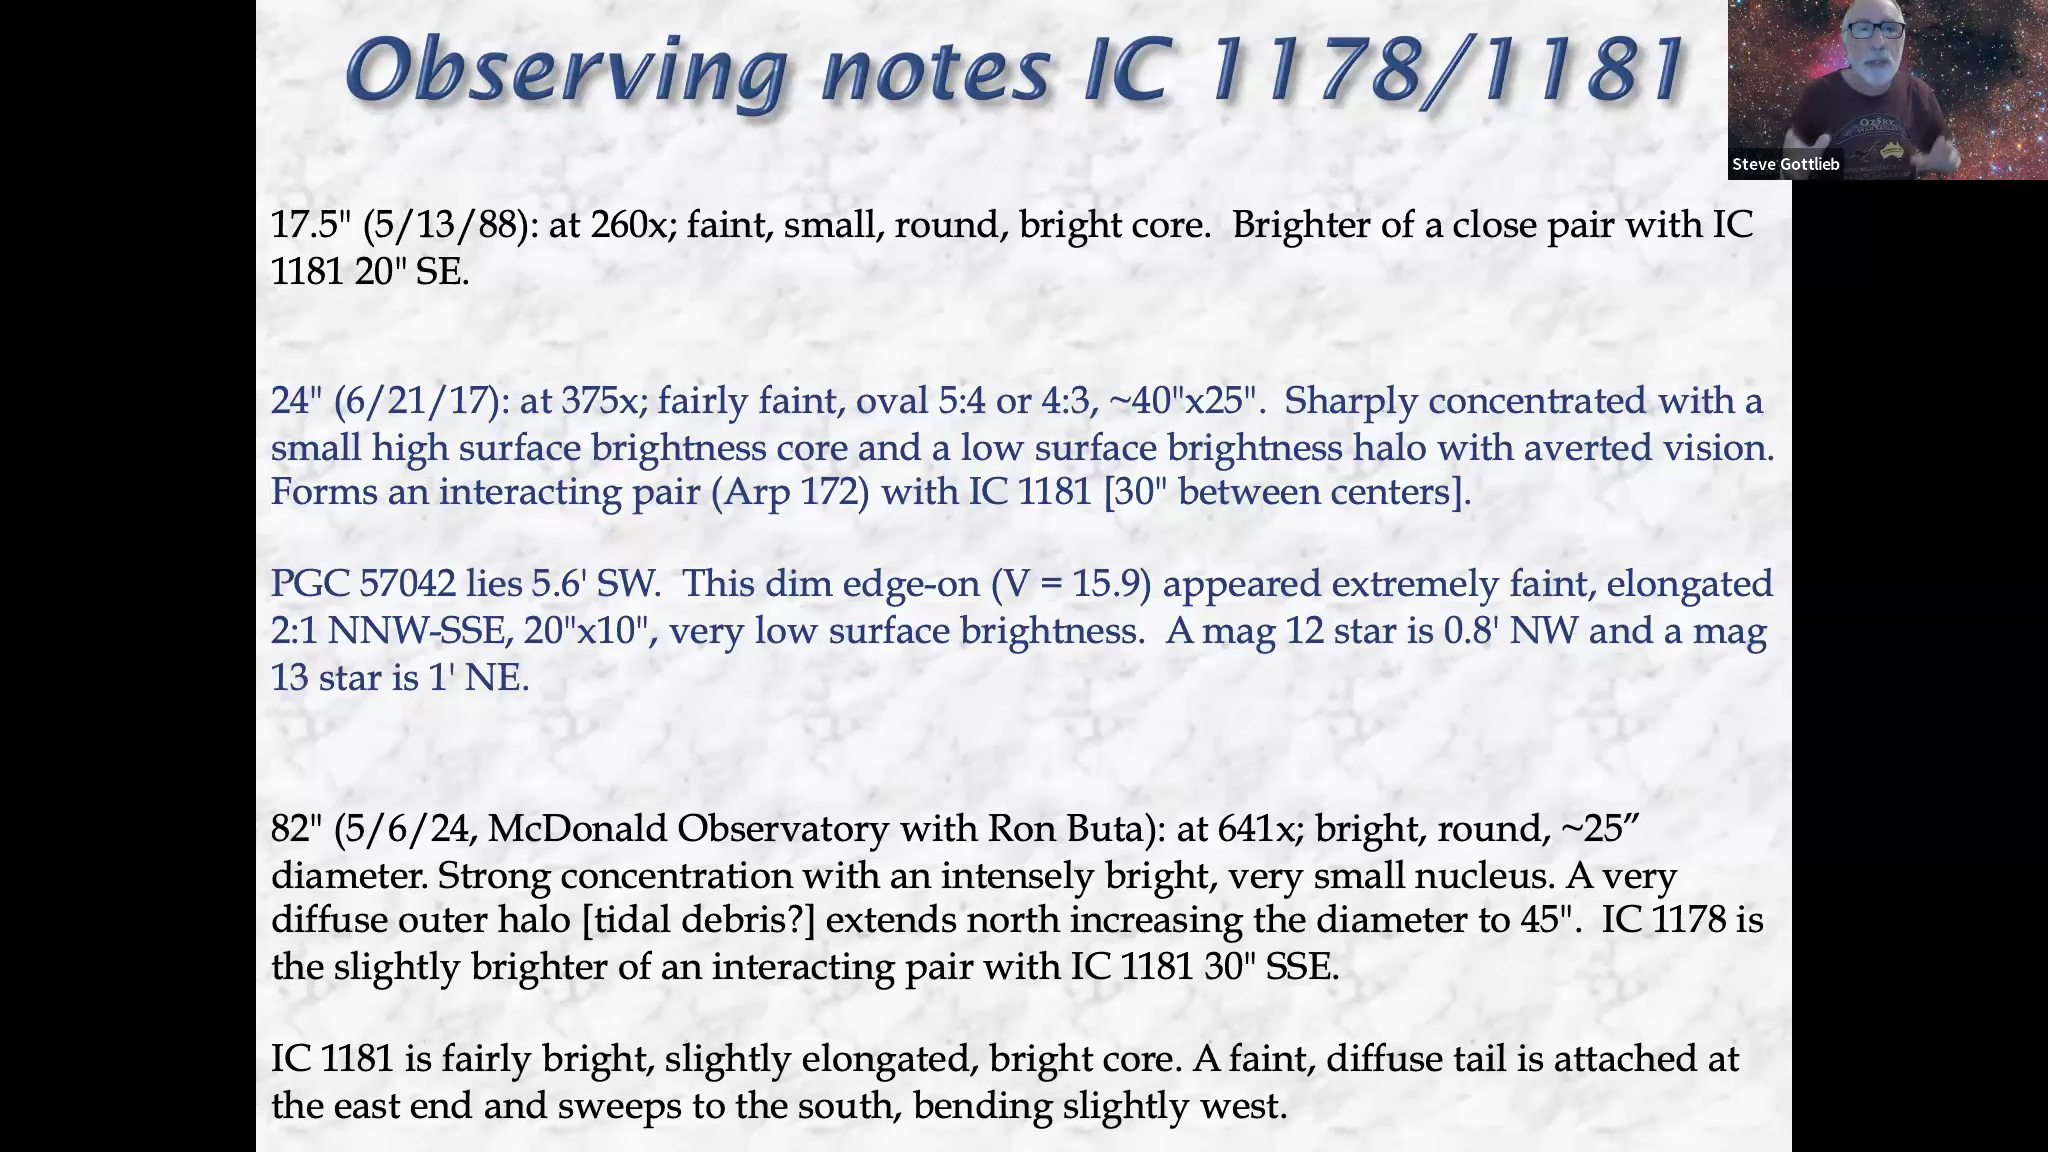 Observing notes IC 1178/1181
Steve Gottlieb
OzSky
17.5" (5/13/88): at 260x; faint, small, round, bright core.  Brighter of a close pair with IC
1181 20" SE.
24" (6/21/17): at 375x; fairly faint, oval 5:4 or 4:3, ~40"x25".  Sharply concentrated with a
small high surface brightness core and a low surface brightness halo with averted vision.
Forms an interacting pair (Arp 172) with IC 1181 [30" between centers].
PGC 57042 lies 5.6' SW.  This dim edge-on (V = 15.9) appeared extremely faint, elongated
2:1 NNW-SSE, 20"x10", very low surface brightness.  A mag 12 star is 0.8' NW and a mag
13 star is 1' NE.
82" (5/6/24, McDonald Observatory with Ron Buta): at 641x; bright, round, ~25”
diameter. Strong concentration with an intensely bright, very small nucleus. A very
diffuse outer halo [tidal debris?] extends north increasing the diameter to 45".  IC 1178 is
the slightly brighter of an interacting pair with IC 1181 30" SSE.
IC 1181 is fairly bright, slightly elongated, bright core. A faint, diffuse tail is attached at
the east end and sweeps to the south, bending slightly west.